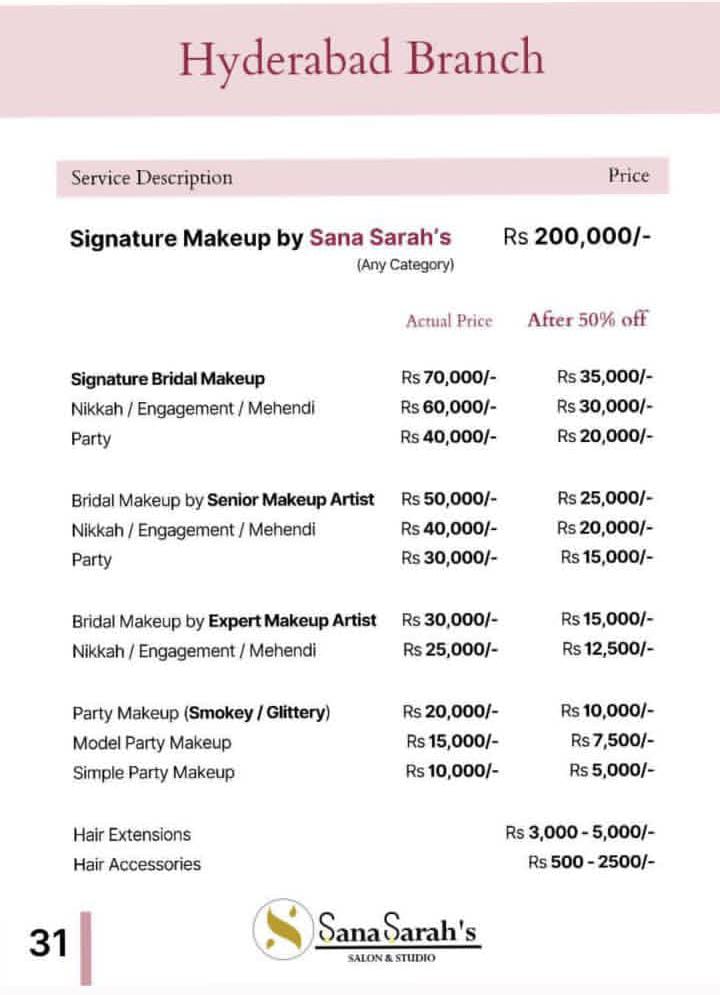 Hyderabad Branch
Service Description Price
Signature Makeup by Sana Sarah's Rs 200,000/-
(Any Category)
Actual Price After 50% off
Signature Bridal Makeup Rs 70,000/- Rs 35,000/-
Nikkah / Engagement / Mehendi Rs 60,000/- Rs 30,000/-
Party Rs 40,000/- Rs 20,000/-
Bridal Makeup by Senior Makeup Artist Rs 50,000/- Rs 25,000/-
Nikkah / Engagement / Mehendi Rs 40,000/- Rs 20,000/-
Party Rs 30,000/- Rs 15,000/-
Bridal Makeup by Expert Makeup Artist Rs 30,000/- Rs 15,000/-
Nikkah / Engagement / Mehendi Rs 25,000/- Rs 12,500/-
Party Makeup (Smokey / Glittery) Rs 20,000/- Rs 10,000/-
Model Party Makeup Rs 15,000/- Rs 7,500/-
Simple Party Makeup Rs 10,000/- Rs 5,000/-
Hair Extensions Rs 3,000 - 5,000/-
Hair Accessories Rs 500 - 2500/-
31
Sana Sarah's
SALON & STUDIO